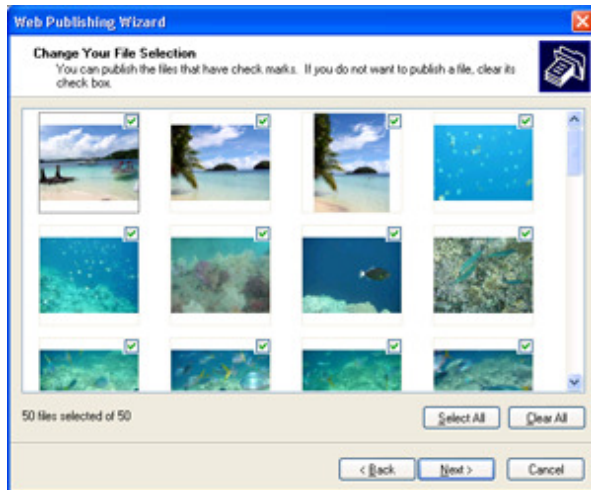 Web Publishing Wizard
Change Your File Selection
You can publish the files that have check marks. If you do not want to publish a file, clear its
check box.
50 files selected of 50
Select All
Clear All
< Back
Next >
Cancel